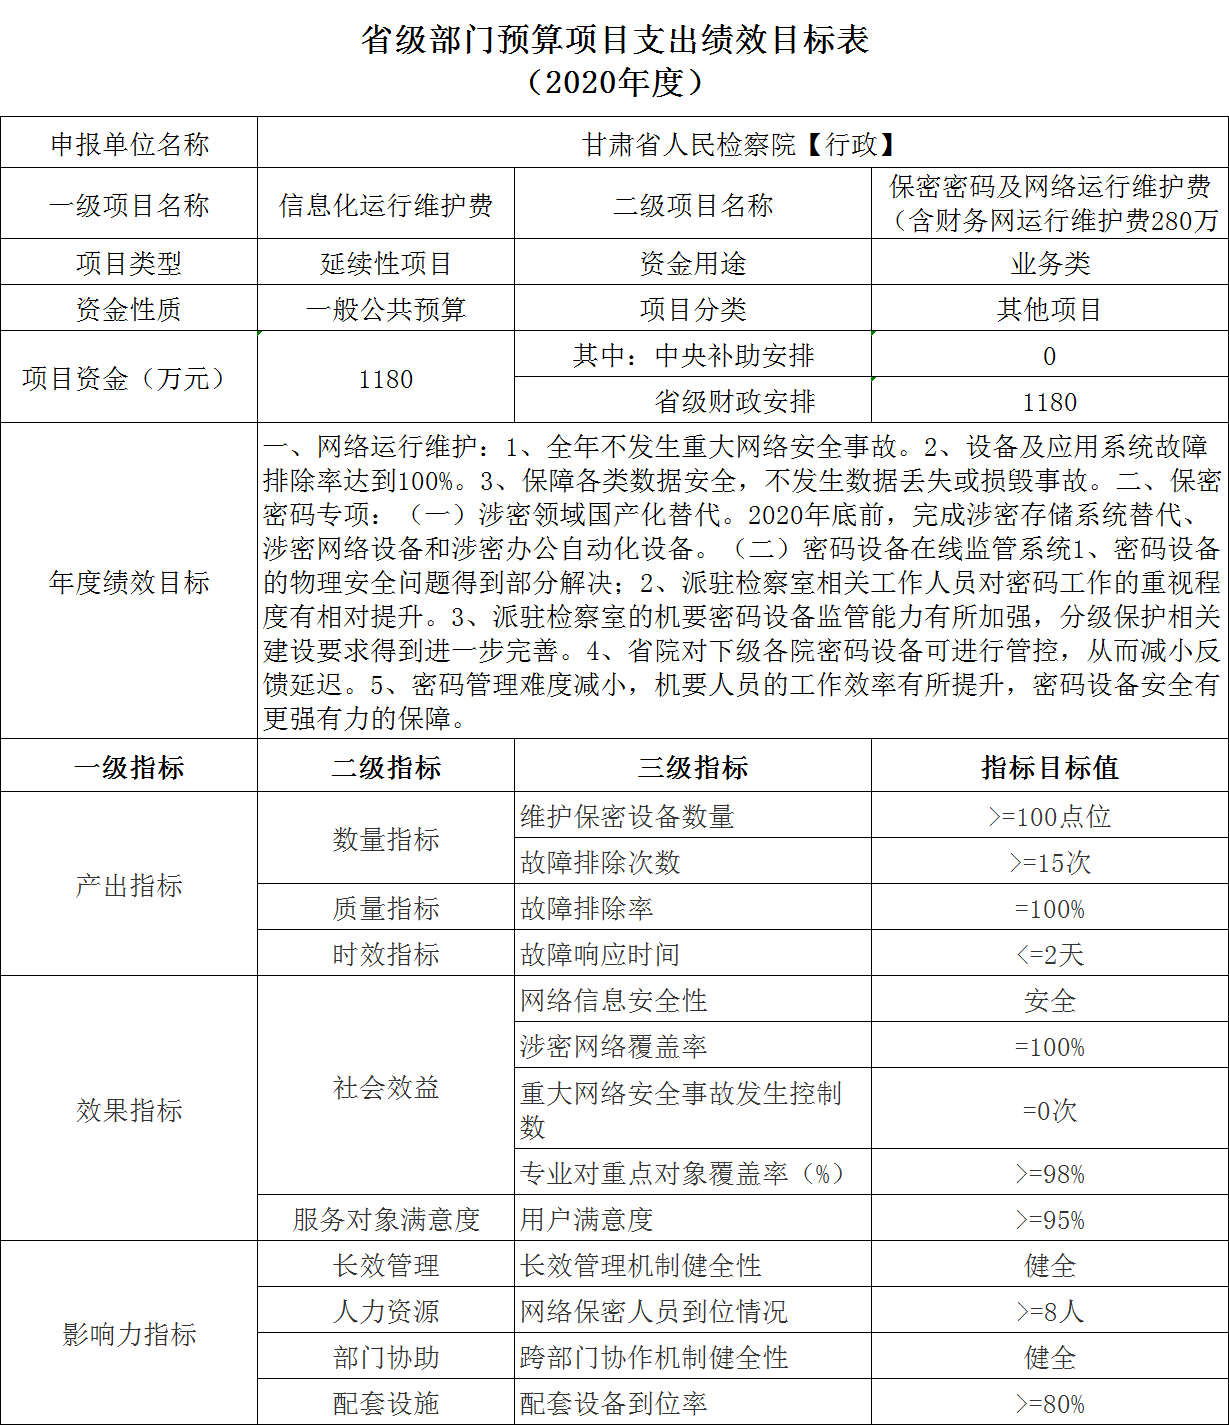 省级部门预算项目支出绩效目标表
（2020年度）
申报单位名称 甘肃省人民检察院【行政】
一级项目名称 信息化运行维护费 二级项目名称 保密密码及网络运行维护费
（含财务网运行维护费280万
项目类型 延续性项目 资金用途 业务类
资金性质 一般公共预算 项目分类 其他项目
项目资金（万元） 1180 其中：中央补助安排 0
省级财政安排 1180
年度绩效目标
一、网络运行维护：1、全年不发生重大网络安全事故。2、设备及应用系统故障
排除率达到100%。3、保障各类数据安全，不发生数据丢失或损毁事故。二、保密
密码专项：（一）涉密领域国产化替代。2020年底前，完成涉密存储系统替代、
涉密网络设备和涉密办公自动化设备。（二）密码设备在线监管系统1、密码设备
的物理安全问题得到部分解决；2、派驻检察室相关工作人员对密码工作的重视程
度有相对提升。3、派驻检察室的机要密码设备监管能力有所加强，分级保护相关
建设要求得到进一步完善。4、省院对下级各院密码设备可进行管控，从而减小反
馈延迟。5、密码管理难度减小，机要人员的工作效率有所提升，密码设备安全有
更强有力的保障。
一级指标 二级指标 三级指标 指标目标值
产出指标 数量指标 维护保密设备数量 >=100点位
故障排除次数 >=15次
质量指标 故障排除率 =100%
时效指标 故障响应时间 <=2天
效果指标 社会效益 网络信息安全性 安全
涉密网络覆盖率 =100%
重大网络安全事故发生控制
数 =0次
专业对重点对象覆盖率（%） >=98%
服务对象满意度 用户满意度 >=95%
影响力指标 长效管理 长效管理机制健全性 健全
人力资源 网络保密人员到位情况 >=8人
部门协助 跨部门协作机制健全性 健全
配套设施 配套设备到位率 >=80%